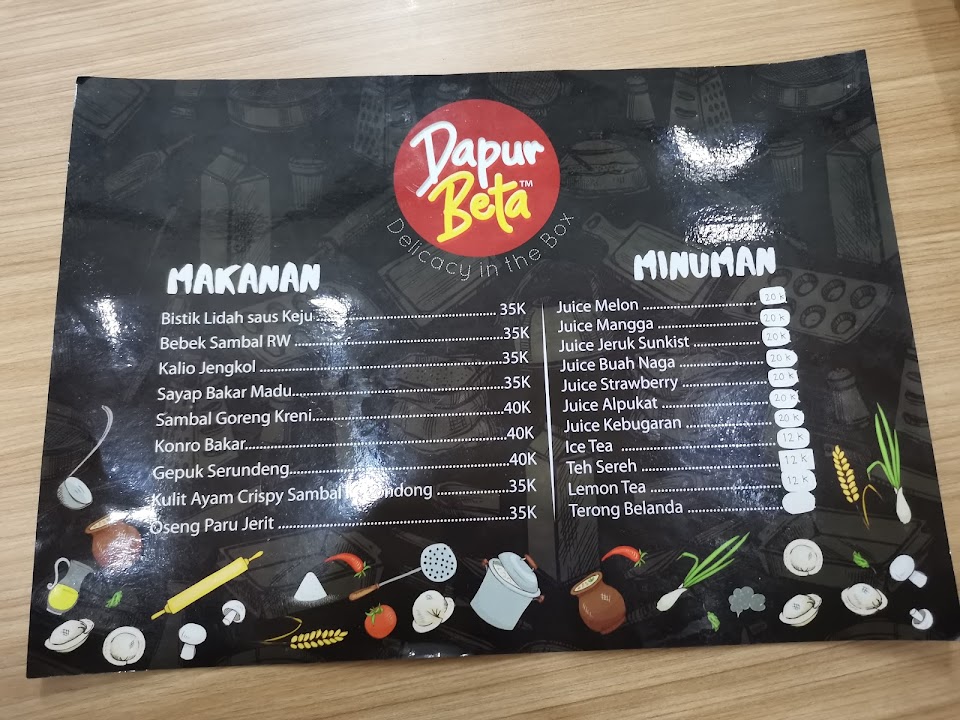 Dapur
Beta™
Delicacy in the Box
MAKANAN
Bistik Lidah saus Keju ........ 35K
Bebek Sambal RW ........ 35K
Kalio Jengkol ........ 35K
Sayap Bakar Madu ........ 35K
Sambal Goreng Kreni ........ 40K
Konro Bakar ........ 40K
Gepuk Serundeng ........ 40K
Kulit Ayam Crispy Sambal ........ 35K
Oseng Paru Jerit ........ 35K
MINUMAN
Juice Melon ........ 20k
Juice Mangga ........ 20k
Juice Jeruk Sunkist ........ 20k
Juice Buah Naga ........ 20k
Juice Strawberry ........ 20k
Juice Alpukat ........ 20k
Juice Kebugaran ........ 20k
Ice Tea ........ 12k
Teh Sereh ........ 12k
Lemon Tea ........ 12k
Terong Belanda ........